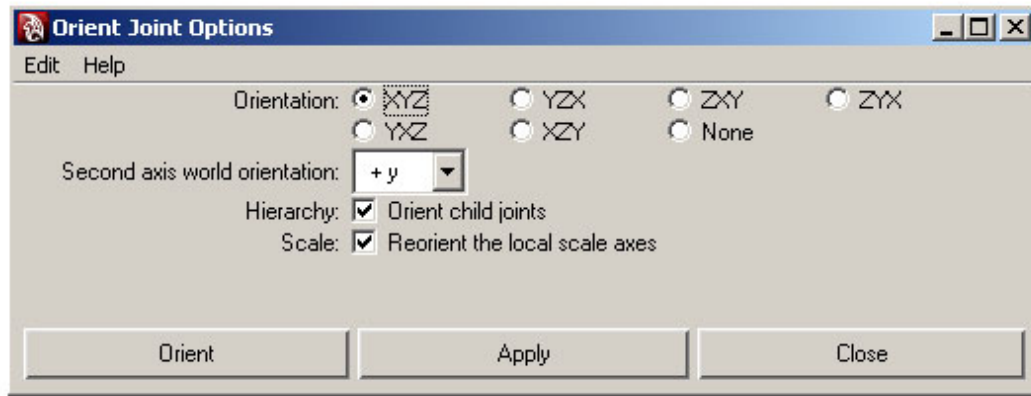 Orient Joint Options
Edit Help
Orientation: XYZ YZX ZXY ZYX
YXZ XZY None
Second axis world orientation: + y
Hierarchy: Orient child joints
Scale: Reorient the local scale axes
Orient Apply Close